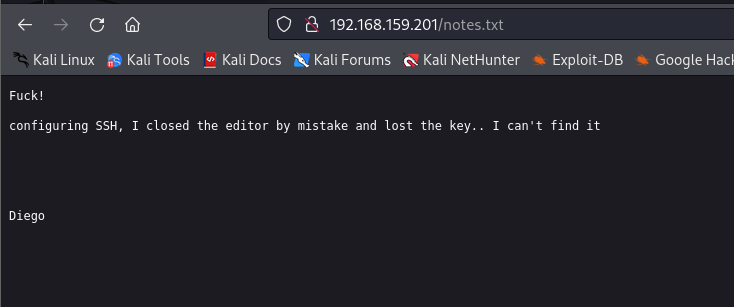 192.168.159.201/notes.txt
Kali Linux
Kali Tools
Kali Docs
Kali Forums
Kali NetHunter
Exploit-DB
Google Hack
Fuck!
configuring SSH, I closed the editor by mistake and lost the key.. I can't find it
Diego